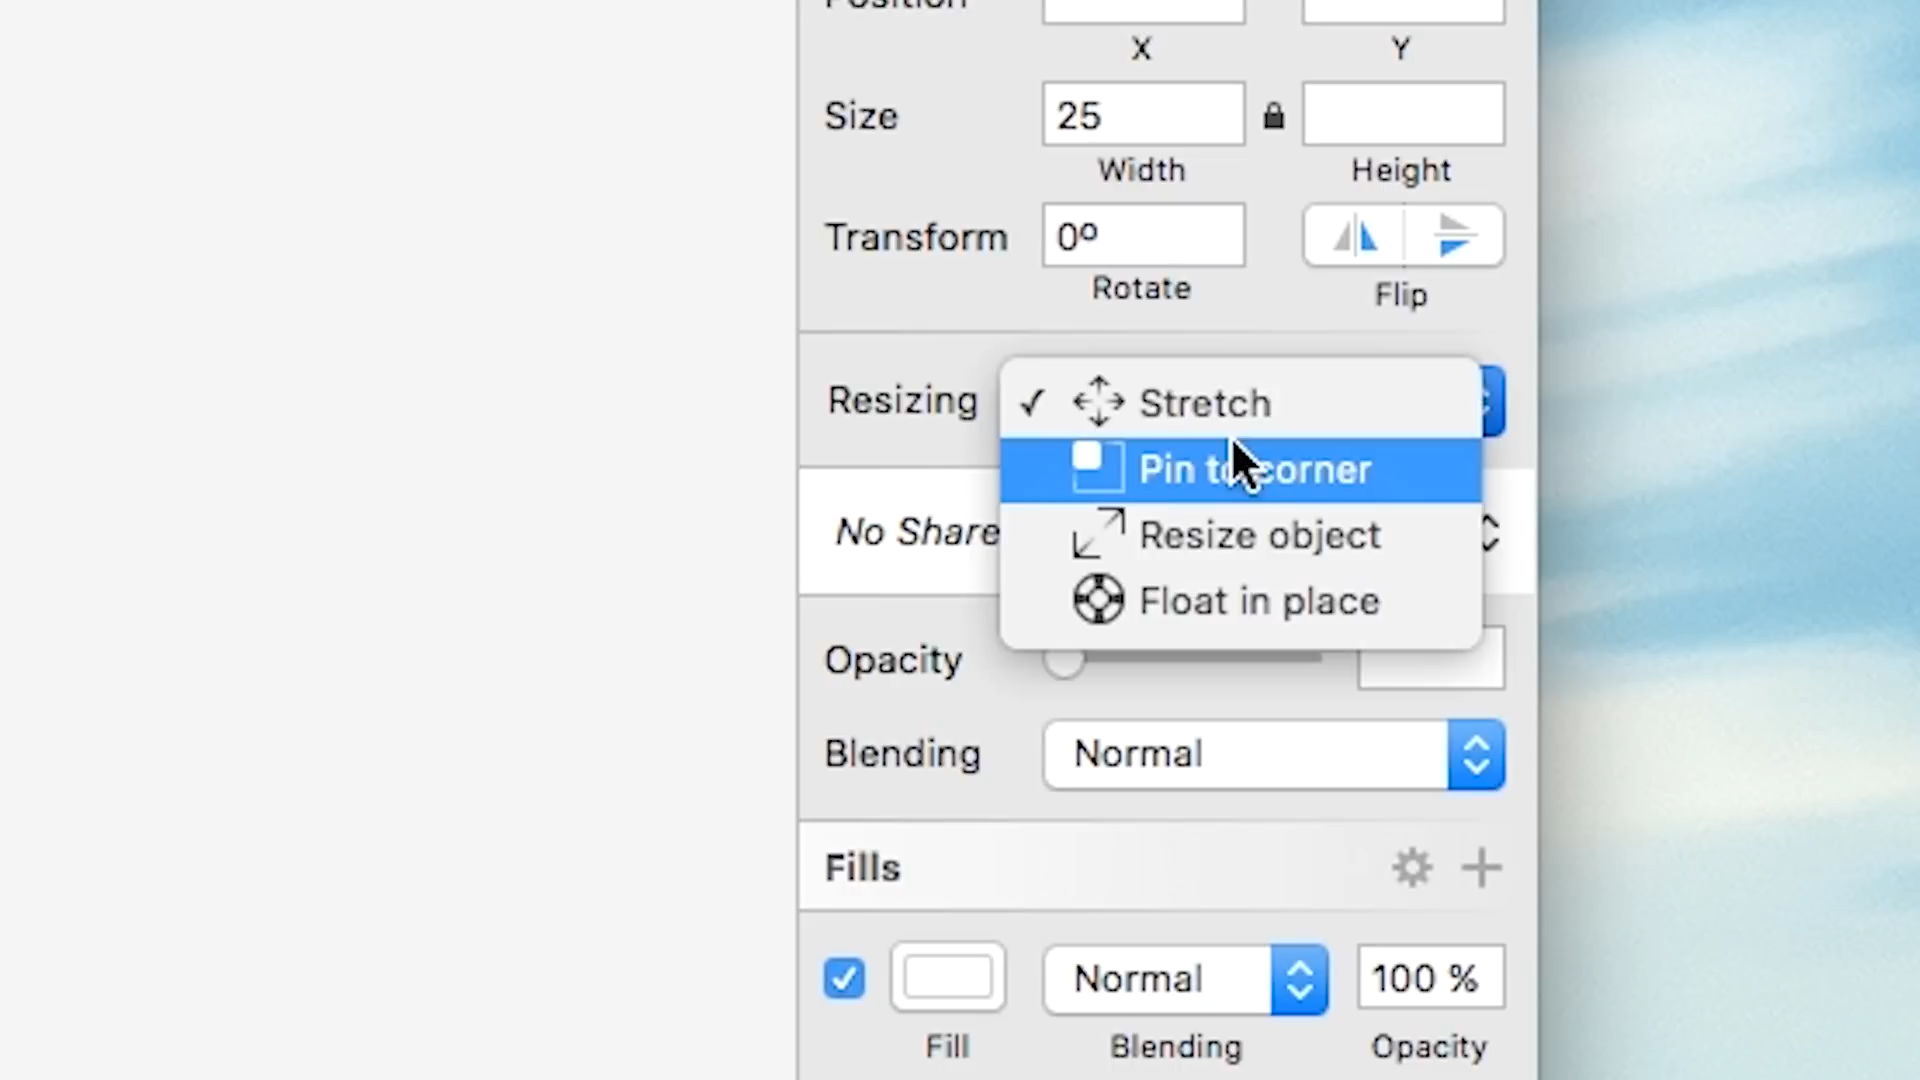 Position
X Y
Size 25
Width Height
Transform 0º
Rotate Flip
Resizing ✓ Stretch
Pin to corner
No Share
Resize object
Float in place
Opacity
Blending Normal
Fills
Normal 100 %
Fill Blending Opacity